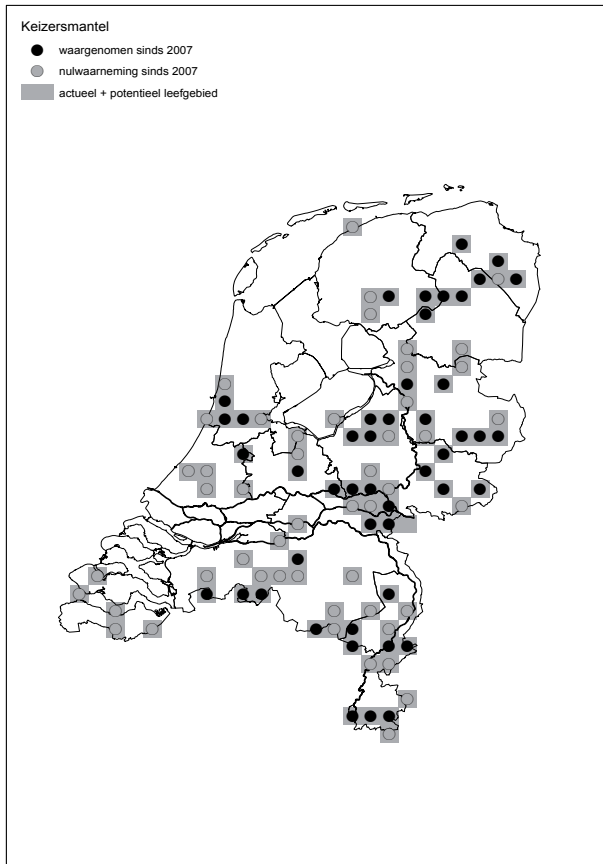 Keizersmantel
waargenomen sinds 2007
nulwaarneming sinds 2007
actueel + potentieel leefgebied